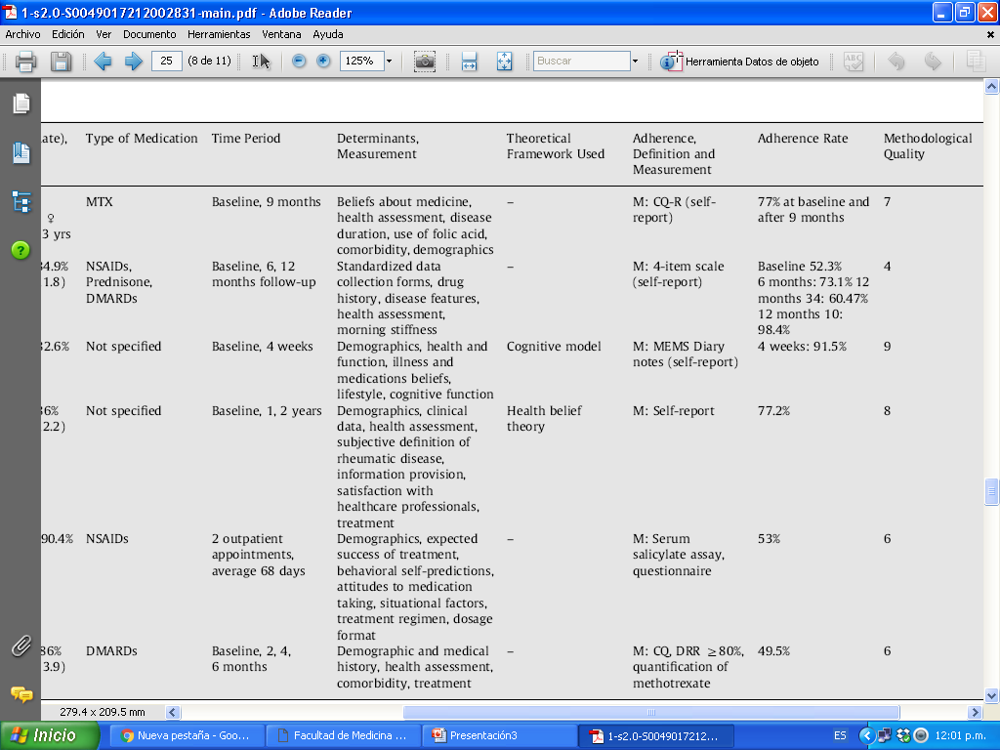 1-s2.0-S0049017212002831-main.pdf - Adobe Reader
Archivo Edición Ver Documento Herramientas Ventana Ayuda
25 (8 de 11) 125% Buscar Herramienta Datos de objeto
ate), Type of Medication Time Period Determinants, Theoretical Adherence, Adherence Rate Methodological
Measurement Framework Used Definition and Quality
Measurement
MTX Baseline, 9 months Beliefs about medicine, – M: CQ-R (self- 77% at baseline and 7
♀ health assessment, disease report) after 9 months
3 yrs duration, use of folic acid,
comorbidity, demographics
34.9% NSAIDs, Baseline, 6, 12 Standardized data – M: 4-item scale Baseline 52.3% 4
1.8) Prednisone, months follow-up collection forms, drug (self-report) 6 months: 73.1% 12
DMARDs history, disease features, months 34: 60.47%
health assessment, 12 months 10:
morning stiffness 98.4%
32.6% Not specified Baseline, 4 weeks Demographics, health and Cognitive model M: MEMS Diary 4 weeks: 91.5% 9
function, illness and notes (self-report)
medications beliefs,
lifestyle, cognitive function
36% Not specified Baseline, 1, 2 years Demographics, clinical Health belief M: Self-report 77.2% 8
2.2) data, health assessment, theory
subjective definition of
rheumatic disease,
information provision,
satisfaction with
healthcare professionals,
treatment
90.4% NSAIDs 2 outpatient Demographics, expected – M: Serum 53% 6
appointments, success of treatment, salicylate assay,
average 68 days behavioral self-predictions, questionnaire
attitudes to medication
taking, situational factors,
treatment regimen, dosage
format
36% DMARDs Baseline, 2, 4, Demographic and medical – M: CQ, DRR ≥80%, 49.5% 6
3.9) 6 months history, health assessment, quantification of
comorbidity, treatment methotrexate
279.4 x 209.5 mm
Inicio Nueva pestaña - Goo... Facultad de Medicina ... Presentación3 1-s2.0-S0049017212... ES 12:01 p.m.